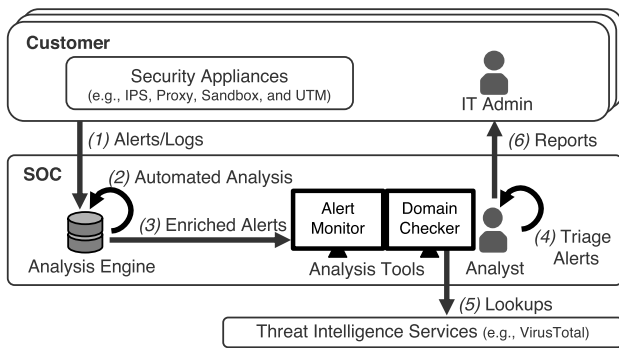 Customer
Security Appliances
(e.g., IPS, Proxy, Sandbox, and UTM)
IT Admin
(1) Alerts/Logs
(6) Reports
SOC
(2) Automated Analysis
(3) Enriched Alerts
Alert
Monitor
Domain
Checker
(4) Triage
Alerts
Analysis Engine
Analysis Tools
Analyst
(5) Lookups
Threat Intelligence Services (e.g., VirusTotal)